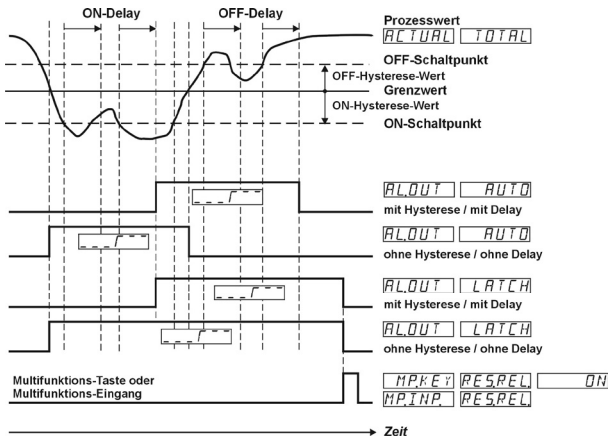 ON-Delay OFF-Delay
Prozesswert
ACTUAL TOTAL
OFF-Schaltpunkt
OFF-Hysterese-Wert
Grenzwert
ON-Hysterese-Wert
ON-Schaltpunkt
AL.OUT AUTO
mit Hysterese / mit Delay
AL.OUT AUTO
ohne Hysterese / ohne Delay
AL.OUT LATCH
mit Hysterese / mit Delay
AL.OUT LATCH
ohne Hysterese / ohne Delay
Multifunktions-Taste oder
Multifunktions-Eingang
MP.KEY RES.REL. ON
MP.INP. RES.REL.
Zeit